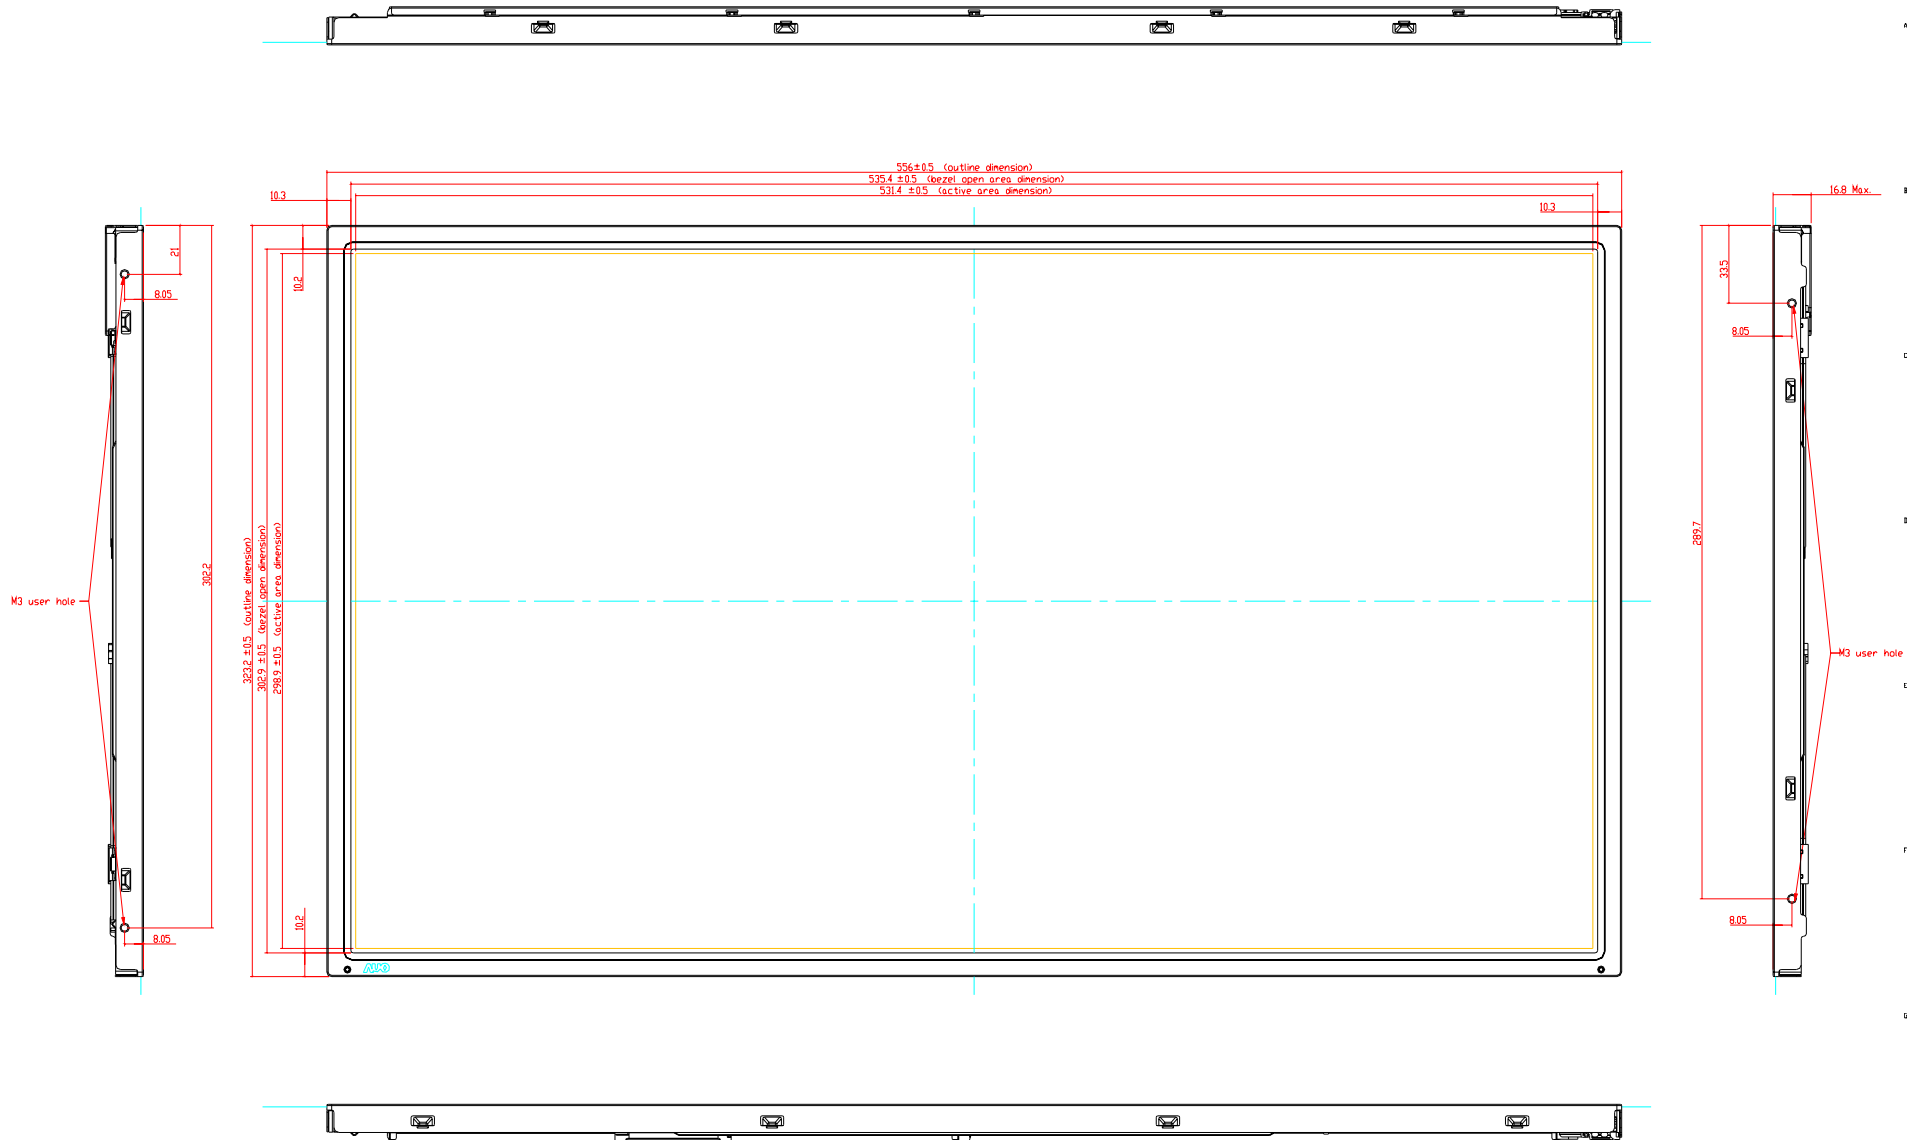 556±0.5 (outline dimension)
535.4 ±0.5 (bezel open area dimension)
531.4 ±0.5 (active area dimension)
10.3
10.3
16.8 Max.
21
8.05
10.2
33.5
8.05
302.2
323.2 ±0.5 (outline dimension)
302.9 ±0.5 (bezel open dimension)
298.9 ±0.5 (active area dimension)
289.7
M3 user hole
M3 user hole
10.2
8.05
8.05
AUO